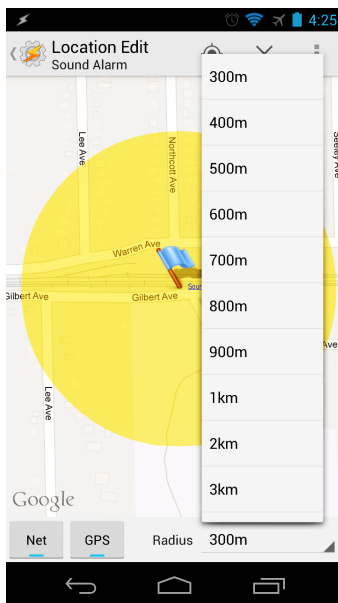 4:25
Location Edit
Sound Alarm
300m
400m
500m
600m
700m
800m
900m
1km
2km
3km
Lee Ave
Northcott Ave
Seeley Ave
Warren Ave
Gilbert Ave
Gilbert Ave
Soun
Ave
Lee Ave
Google
Net
GPS
Radius
300m